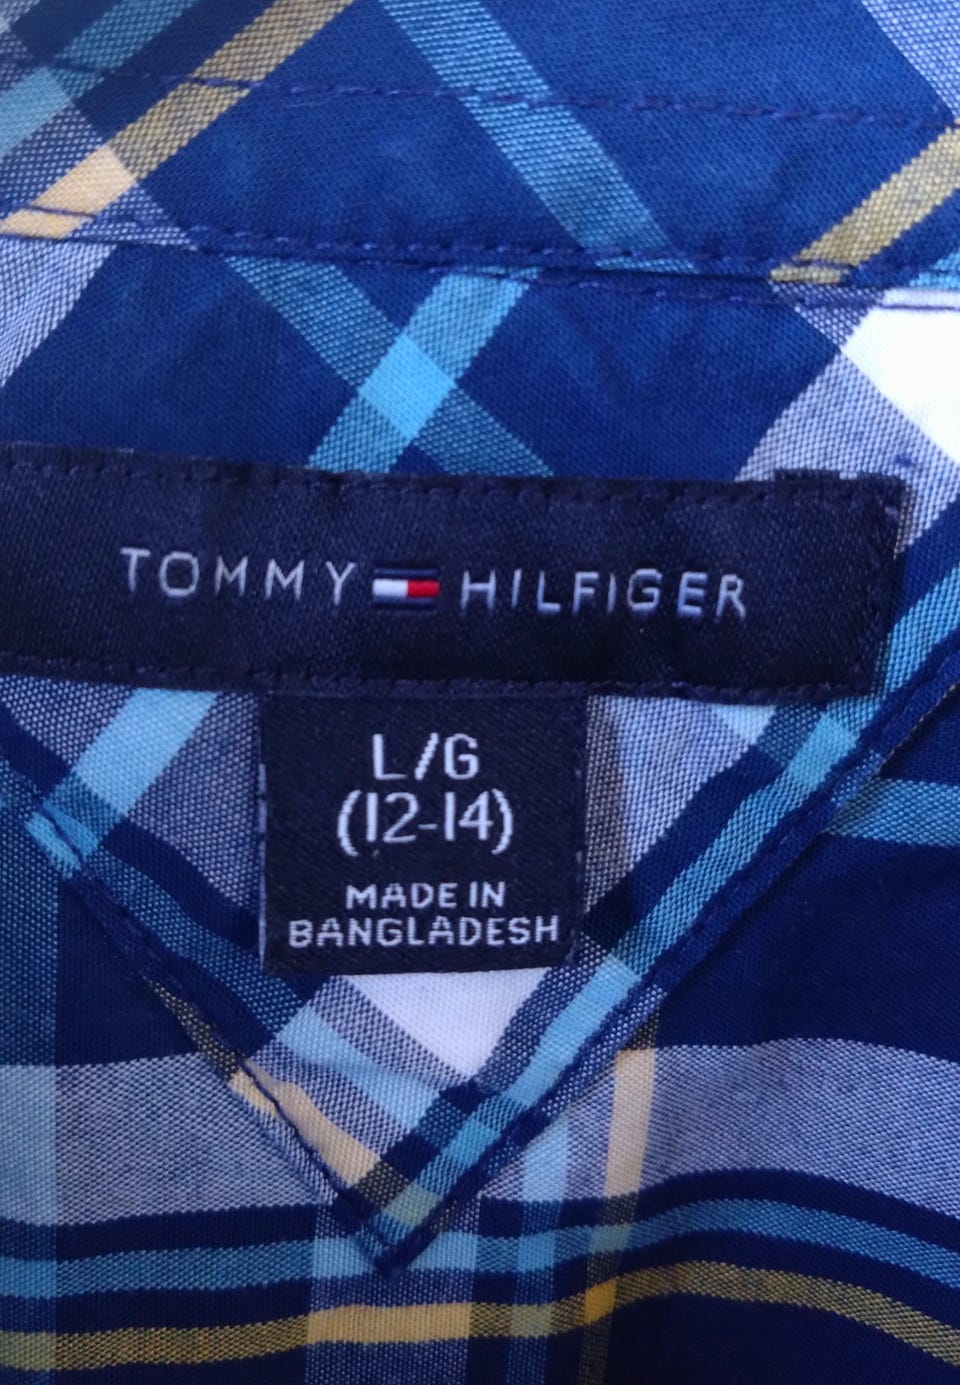 TOMMY HILFIGER
L/G
(12-14)
MADE IN
BANGLADESH